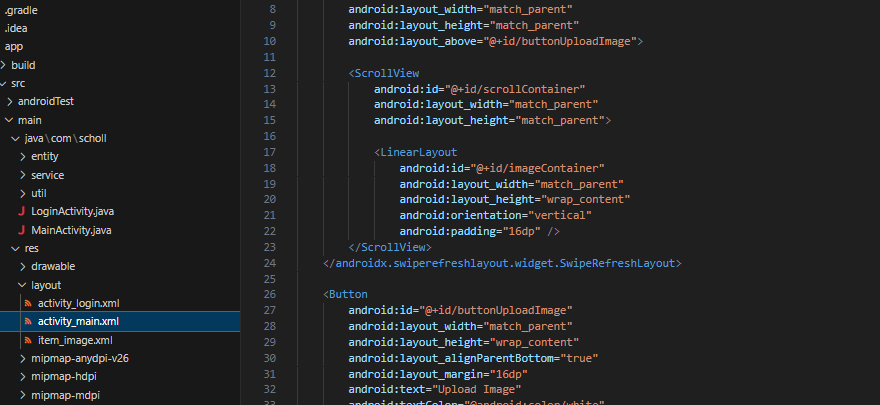 .gradle
.idea
app
build
src
androidTest
main
java\com\scholl
entity
service
util
J LoginActivity.java
J MainActivity.java
res
drawable
layout
activity_login.xml
activity_main.xml
item_image.xml
mipmap-anydpi-v26
mipmap-hdpi
mipmap-mdpi
8 android:layout_width="match_parent"
9 android:layout_height="match_parent"
10 android:layout_above="@+id/buttonUploadImage">
11
12 <ScrollView
13 android:id="@+id/scrollContainer"
14 android:layout_width="match_parent"
15 android:layout_height="match_parent">
16
17 <LinearLayout
18 android:id="@+id/imageContainer"
19 android:layout_width="match_parent"
20 android:layout_height="wrap_content"
21 android:orientation="vertical"
22 android:padding="16dp" />
23 </ScrollView>
24 </androidx.swiperefreshlayout.widget.SwipeRefreshLayout>
25
26 <Button
27 android:id="@+id/buttonUploadImage"
28 android:layout_width="match_parent"
29 android:layout_height="wrap_content"
30 android:layout_alignParentBottom="true"
31 android:layout_margin="16dp"
32 android:text="Upload Image"
33 android:textColor="@android:color/white"